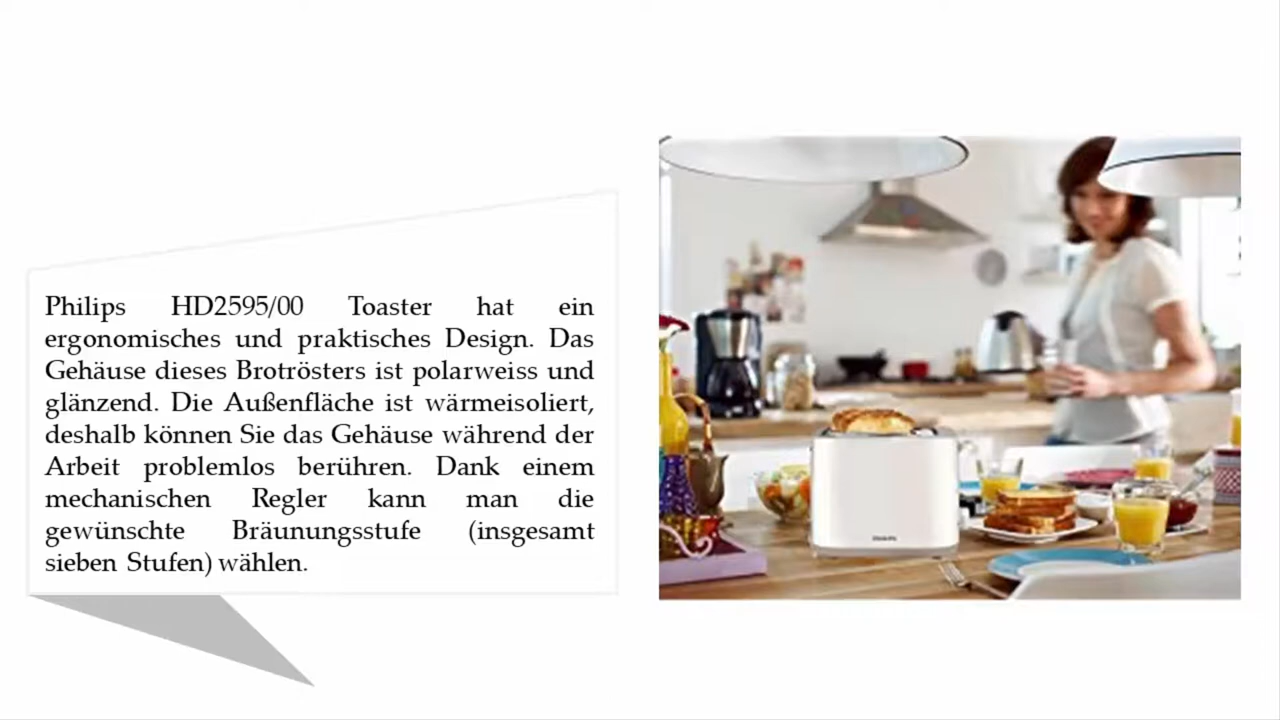 Philips HD2595/00 Toaster hat ein
ergonomisches und praktisches Design. Das
Gehäuse dieses Brotrösters ist polarweiss und
glänzend. Die Außenfläche ist wärmeisoliert,
deshalb können Sie das Gehäuse während der
Arbeit problemlos berühren. Dank einem
mechanischen Regler kann man die
gewünschte Bräunungsstufe (insgesamt
sieben Stufen) wählen.